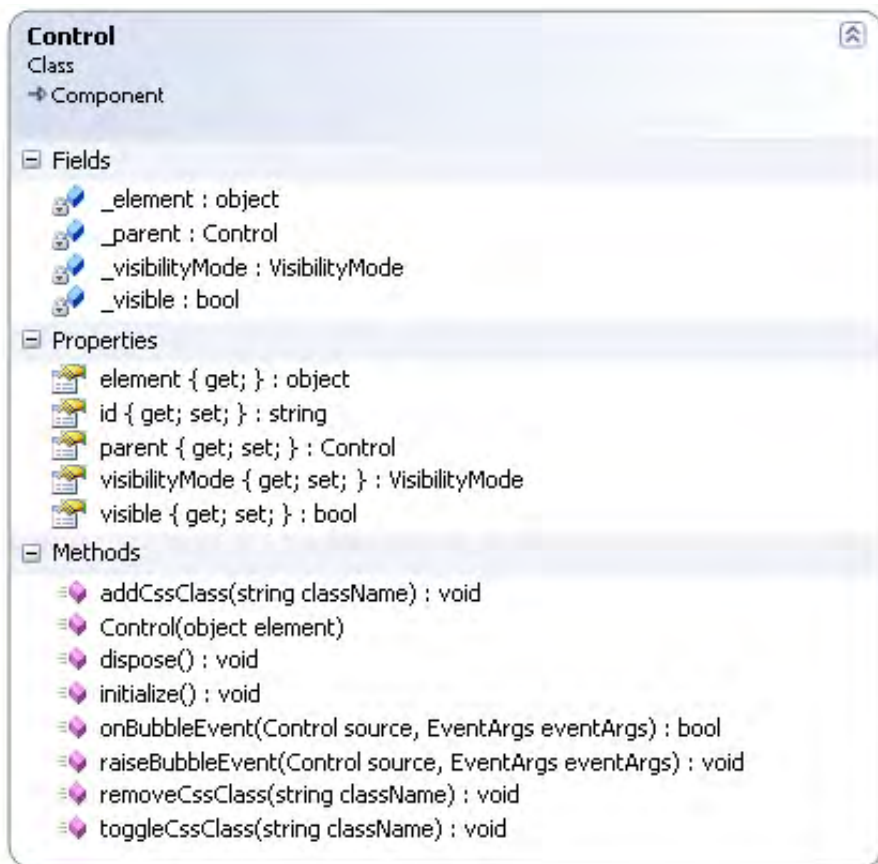 Control
Class
Component
Fields
_element : object
_parent : Control
_visibilityMode : VisibilityMode
_visible : bool
Properties
element { get; } : object
id { get; set; } : string
parent { get; set; } : Control
visibilityMode { get; set; } : VisibilityMode
visible { get; set; } : bool
Methods
addCssClass(string className) : void
Control(object element)
dispose() : void
initialize() : void
onBubbleEvent(Control source, EventArgs eventArgs) : bool
raiseBubbleEvent(Control source, EventArgs eventArgs) : void
removeCssClass(string className) : void
toggleCssClass(string className) : void